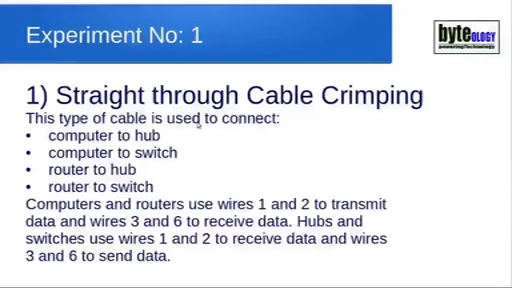 Experiment No: 1
byteOLOGY
poweringTechnology
1) Straight through Cable Crimping
This type of cable is used to connect:
• computer to hub
• computer to switch
• router to hub
• router to switch
Computers and routers use wires 1 and 2 to transmit
data and wires 3 and 6 to receive data. Hubs and
switches use wires 1 and 2 to receive data and wires
3 and 6 to send data.